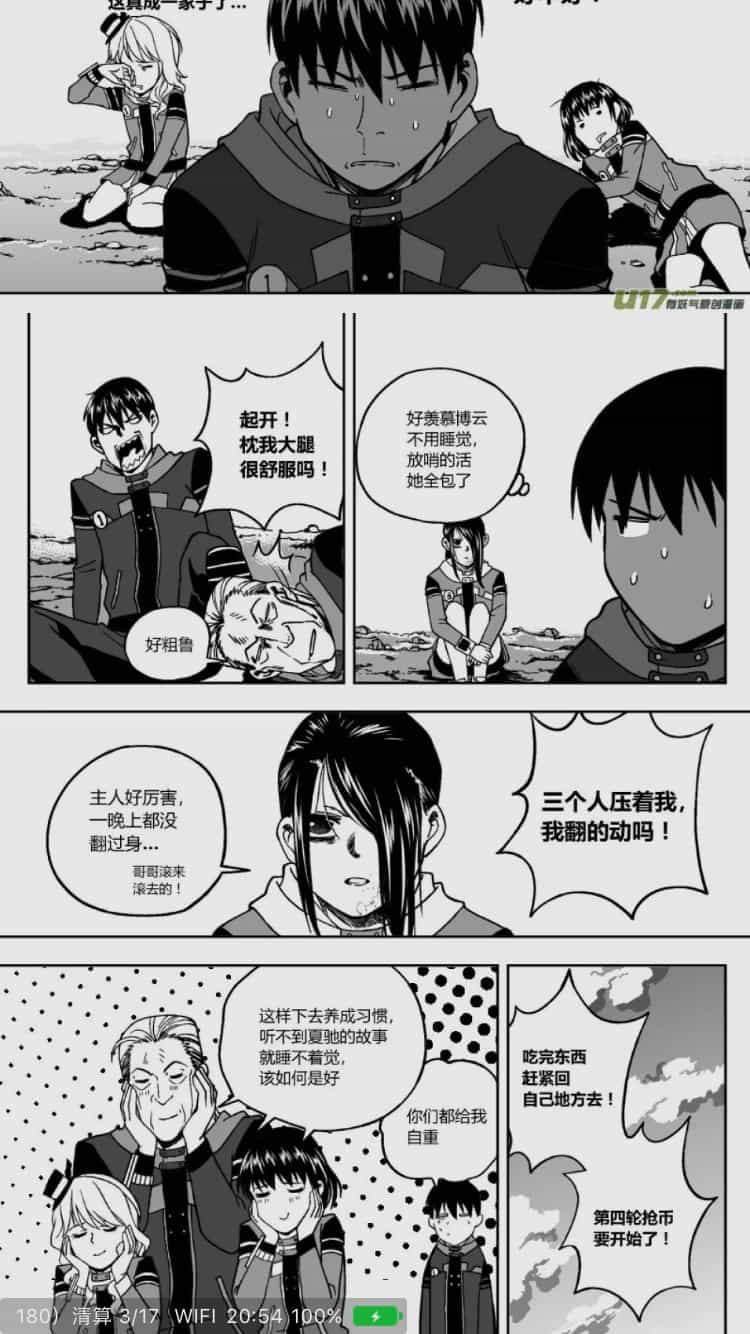 这真成一家子了...
1
U17.com
有妖气原创漫画
起开！
枕我大腿
很舒服吗！
好粗鲁
好羡慕博云
不用睡觉，
放哨的活
她全包了
主人好厉害，
一晚上都没
翻过身...
哥哥滚来
滚去的！
三个人压着我，
我翻的动吗！
这样下去养成习惯，
听不到夏驰的故事
就睡不着觉，
该如何是好
你们都给我
自重
吃完东西
赶紧回
自己地方去！
第四轮抢币
要开始了！
180）清算 3/17 WIFI 20:54 100%